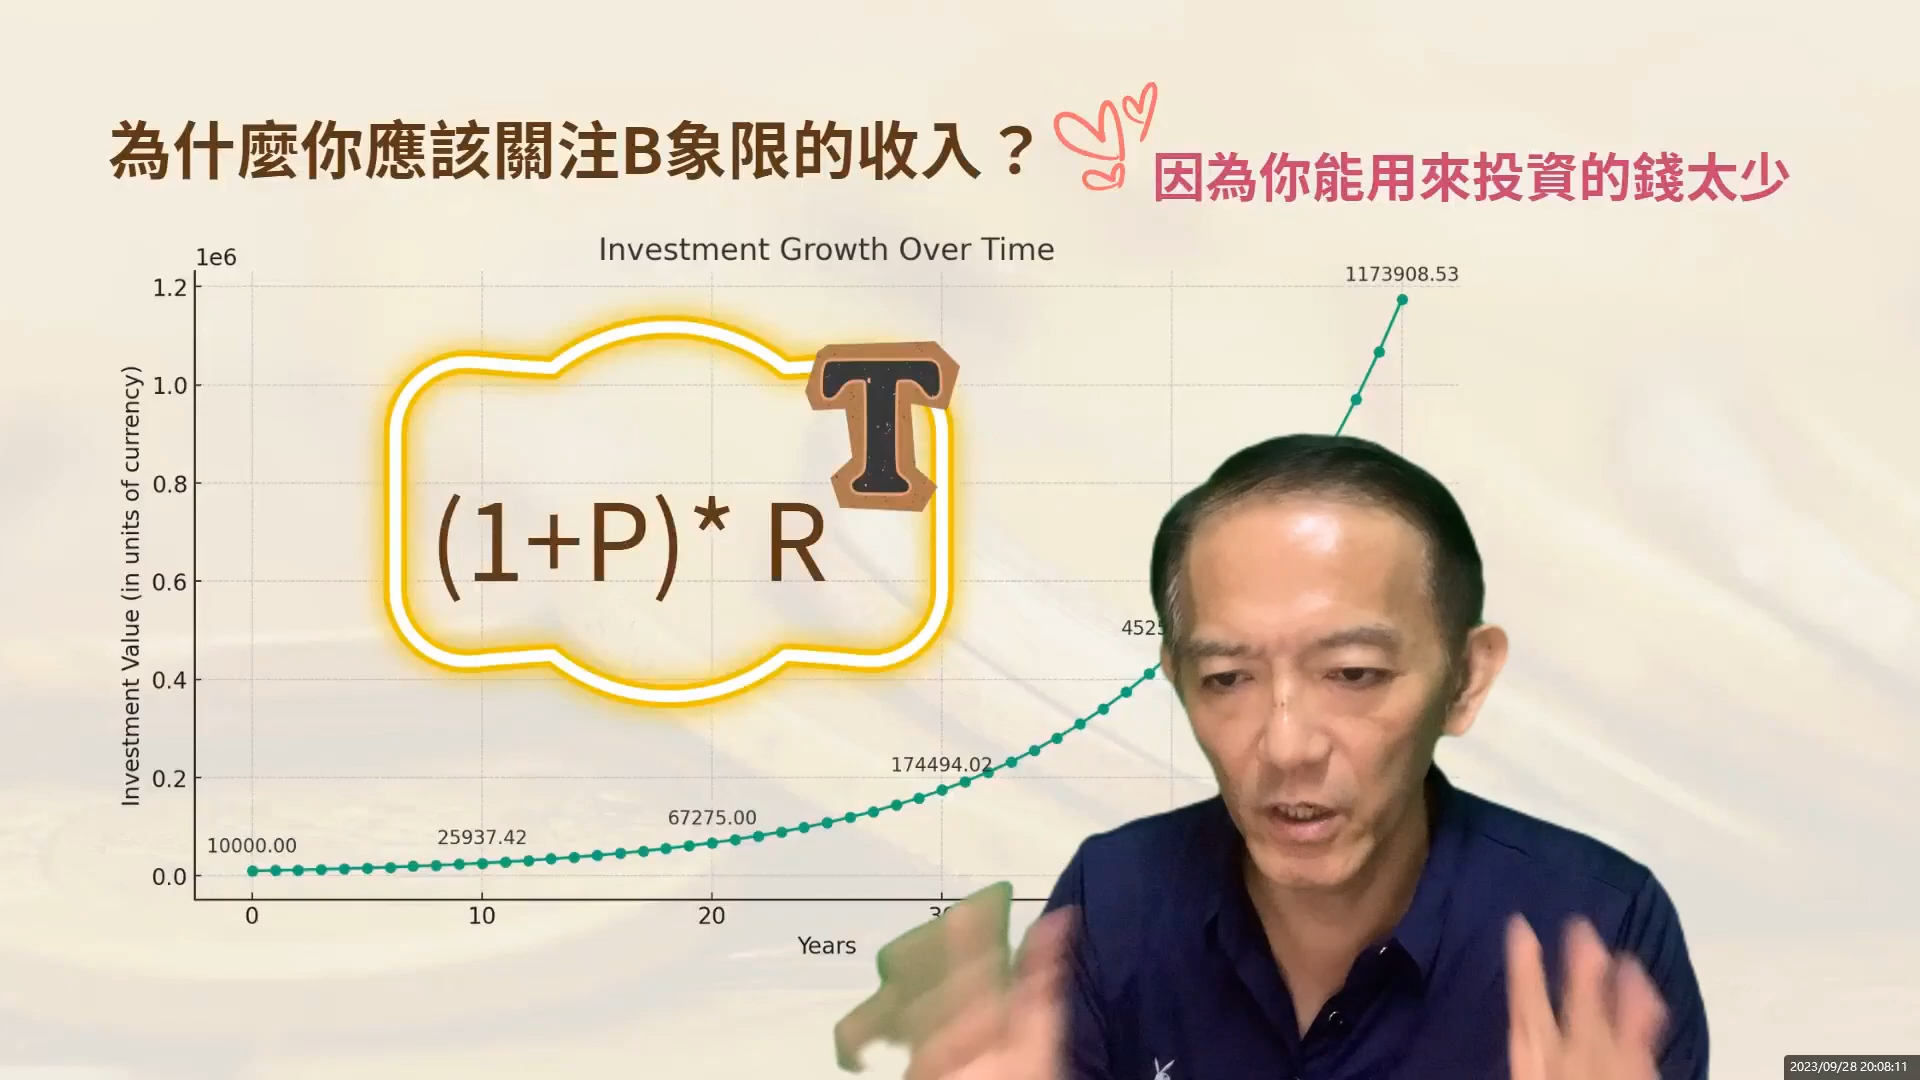 為什麼你應該關注B象限的收入？
因為你能用來投資的錢太少
Investment Growth Over Time
1e6
1.2
1.0
0.8
0.6
0.4
0.2
0.0
Investment Value (in units of currency)
1173908.53
T
(1+P)* R
174494.02
67275.00
25937.42
10000.00
0
10
20
Years
2023/09/28 20:08:11